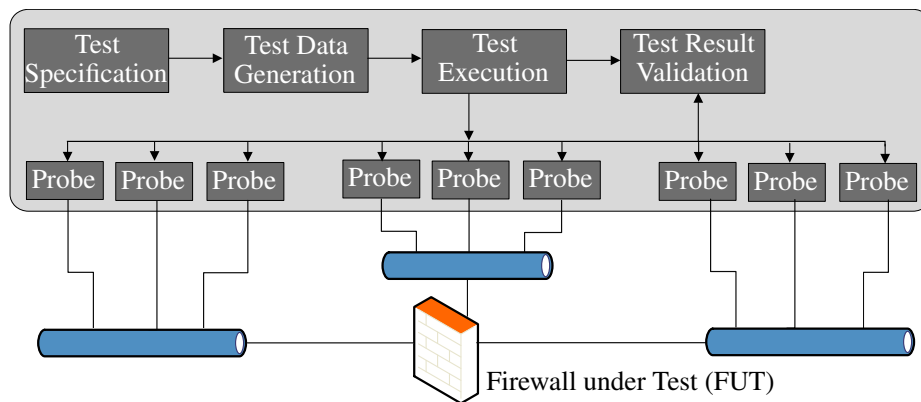 Test
Specification
Test Data
Generation
Test
Execution
Test Result
Validation
Probe
Probe
Probe
Probe
Probe
Probe
Probe
Probe
Probe
Firewall under Test (FUT)